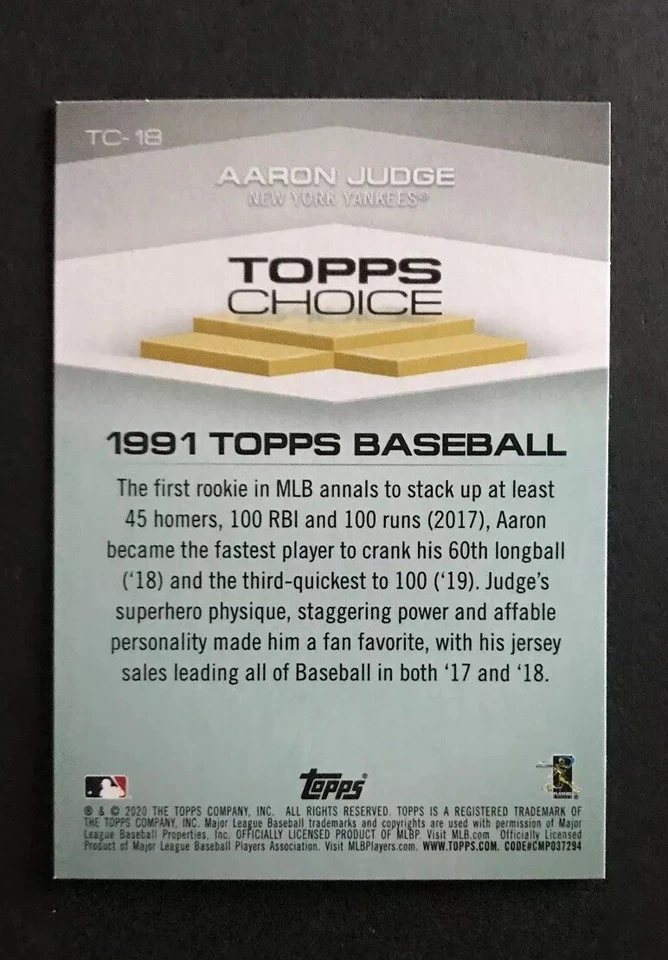 TC-18
AARON JUDGE
NEW YORK YANKEES®
TOPPS
CHOICE
1991 TOPPS BASEBALL
The first rookie in MLB annals to stack up at least
45 homers, 100 RBI and 100 runs (2017), Aaron
became the fastest player to crank his 60th longball
(‘18) and the third-quickest to 100 (‘19). Judge’s
superhero physique, staggering power and affable
personality made him a fan favorite, with his jersey
sales leading all of Baseball in both ‘17 and ‘18.
topps
® & © 2020 THE TOPPS COMPANY, INC. ALL RIGHTS RESERVED. TOPPS IS A REGISTERED TRADEMARK OF
THE TOPPS COMPANY, INC. Major League Baseball trademarks and copyrights are used with permission of Major
League Baseball Properties, Inc. OFFICIALLY LICENSED PRODUCT OF MLBP. Visit MLB.com Officially Licensed
Product of Major League Baseball Players Association. Visit MLBPlayers.com. WWW.TOPPS.COM. CODE#CMP037294